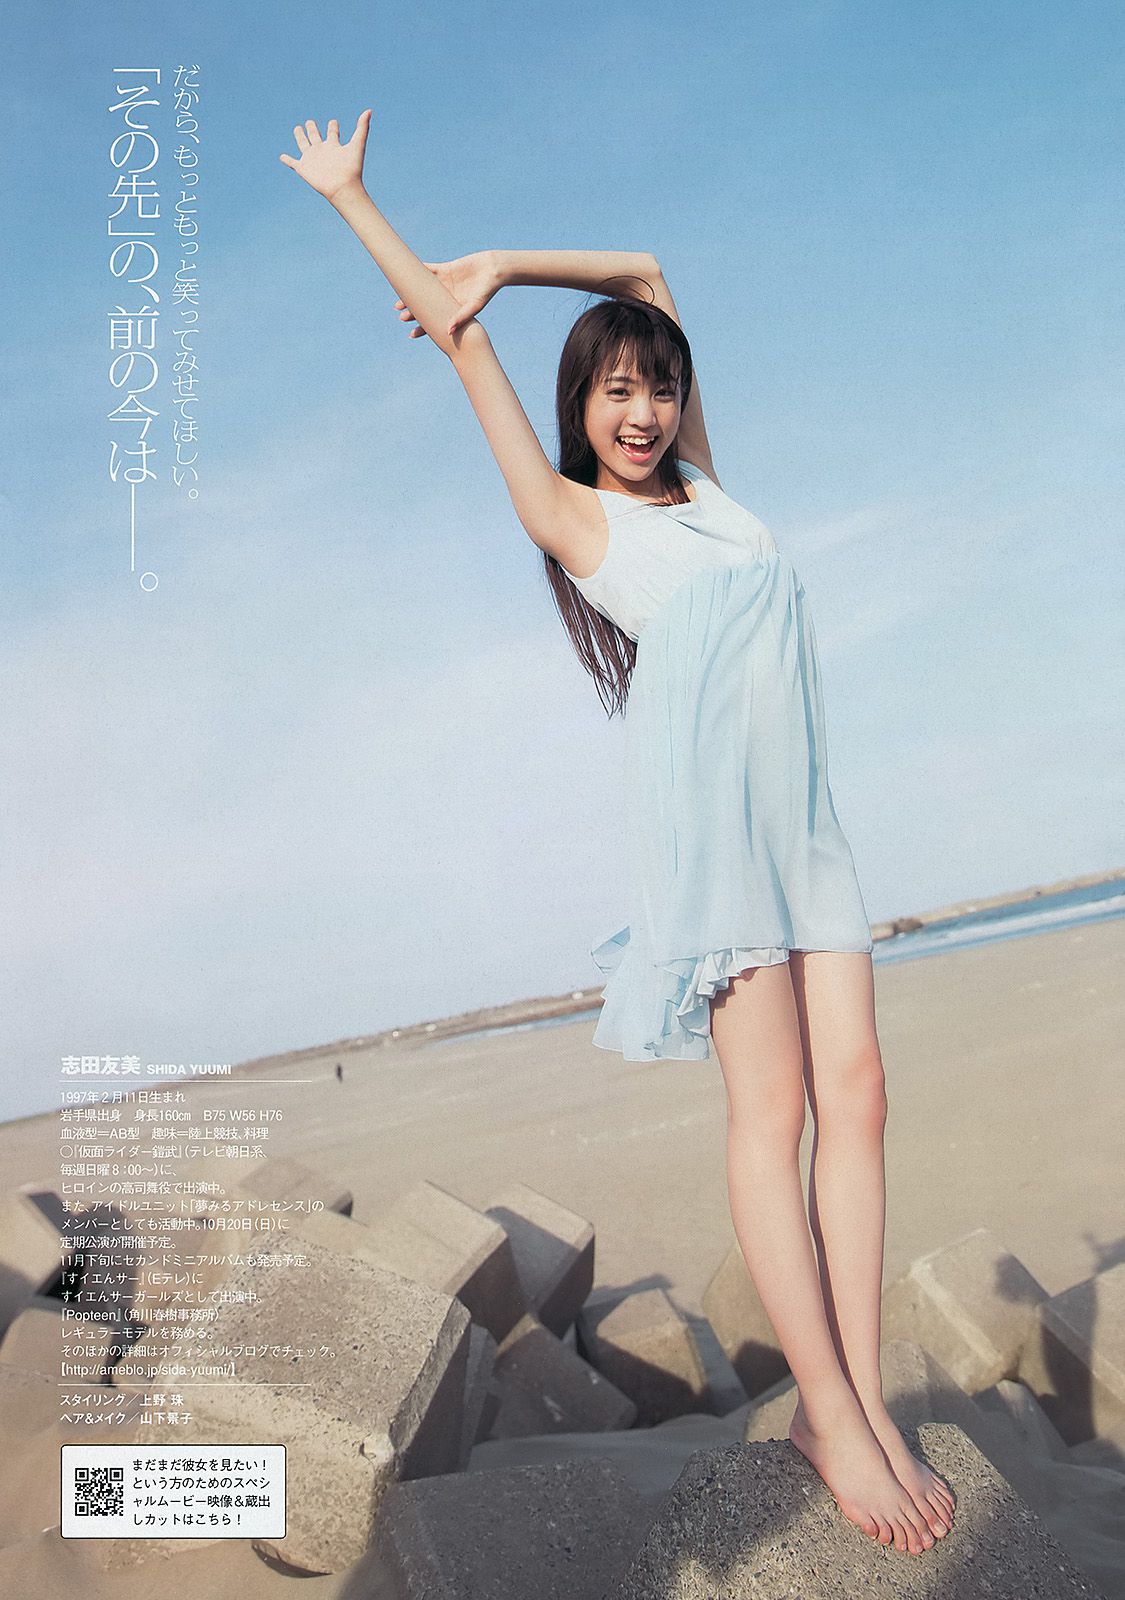 だから、もっともっと笑ってみせてほしい。
「その先」の、前の今は——。
志田友美 SHIDA YUUMI
1997年2月11日生まれ
岩手県出身　身長160㎝　B75 W56 H76
血液型＝AB型　趣味＝陸上競技、料理
○『仮面ライダー鎧武』（テレビ朝日系、
毎週日曜8:00〜）に、
ヒロインの高司舞役で出演中。
また、アイドルユニット「夢みるアドレセンス」の
メンバーとしても活動中。10月20日（日）に
定期公演が開催予定。
11月下旬にセカンドミニアルバムも発売予定。
『すイエんサー』（Eテレ）に
すイエんサーガールズとして出演中。
『Popteen』（角川春樹事務所）
レギュラーモデルを務める。
そのほかの詳細はオフィシャルブログでチェック。
【http://ameblo.jp/sida-yuumi/】
スタイリング／上野 珠
ヘア&メイク／山下景子
まだまだ彼女を見たい！
という方のためのスペシ
ャルムービー映像＆蔵出
しカットはこちら！